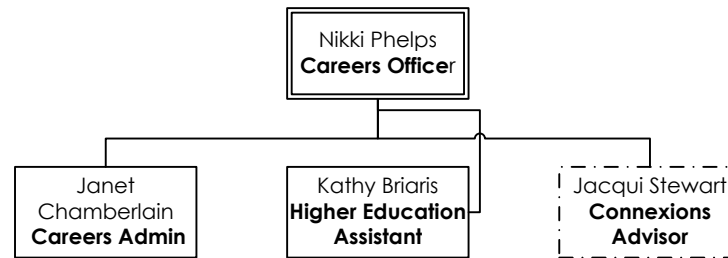 Nikki Phelps
Careers Officer
Janet
Chamberlain
Careers Admin
Kathy Briaris
Higher Education
Assistant
Jacqui Stewart
Connexions
Advisor